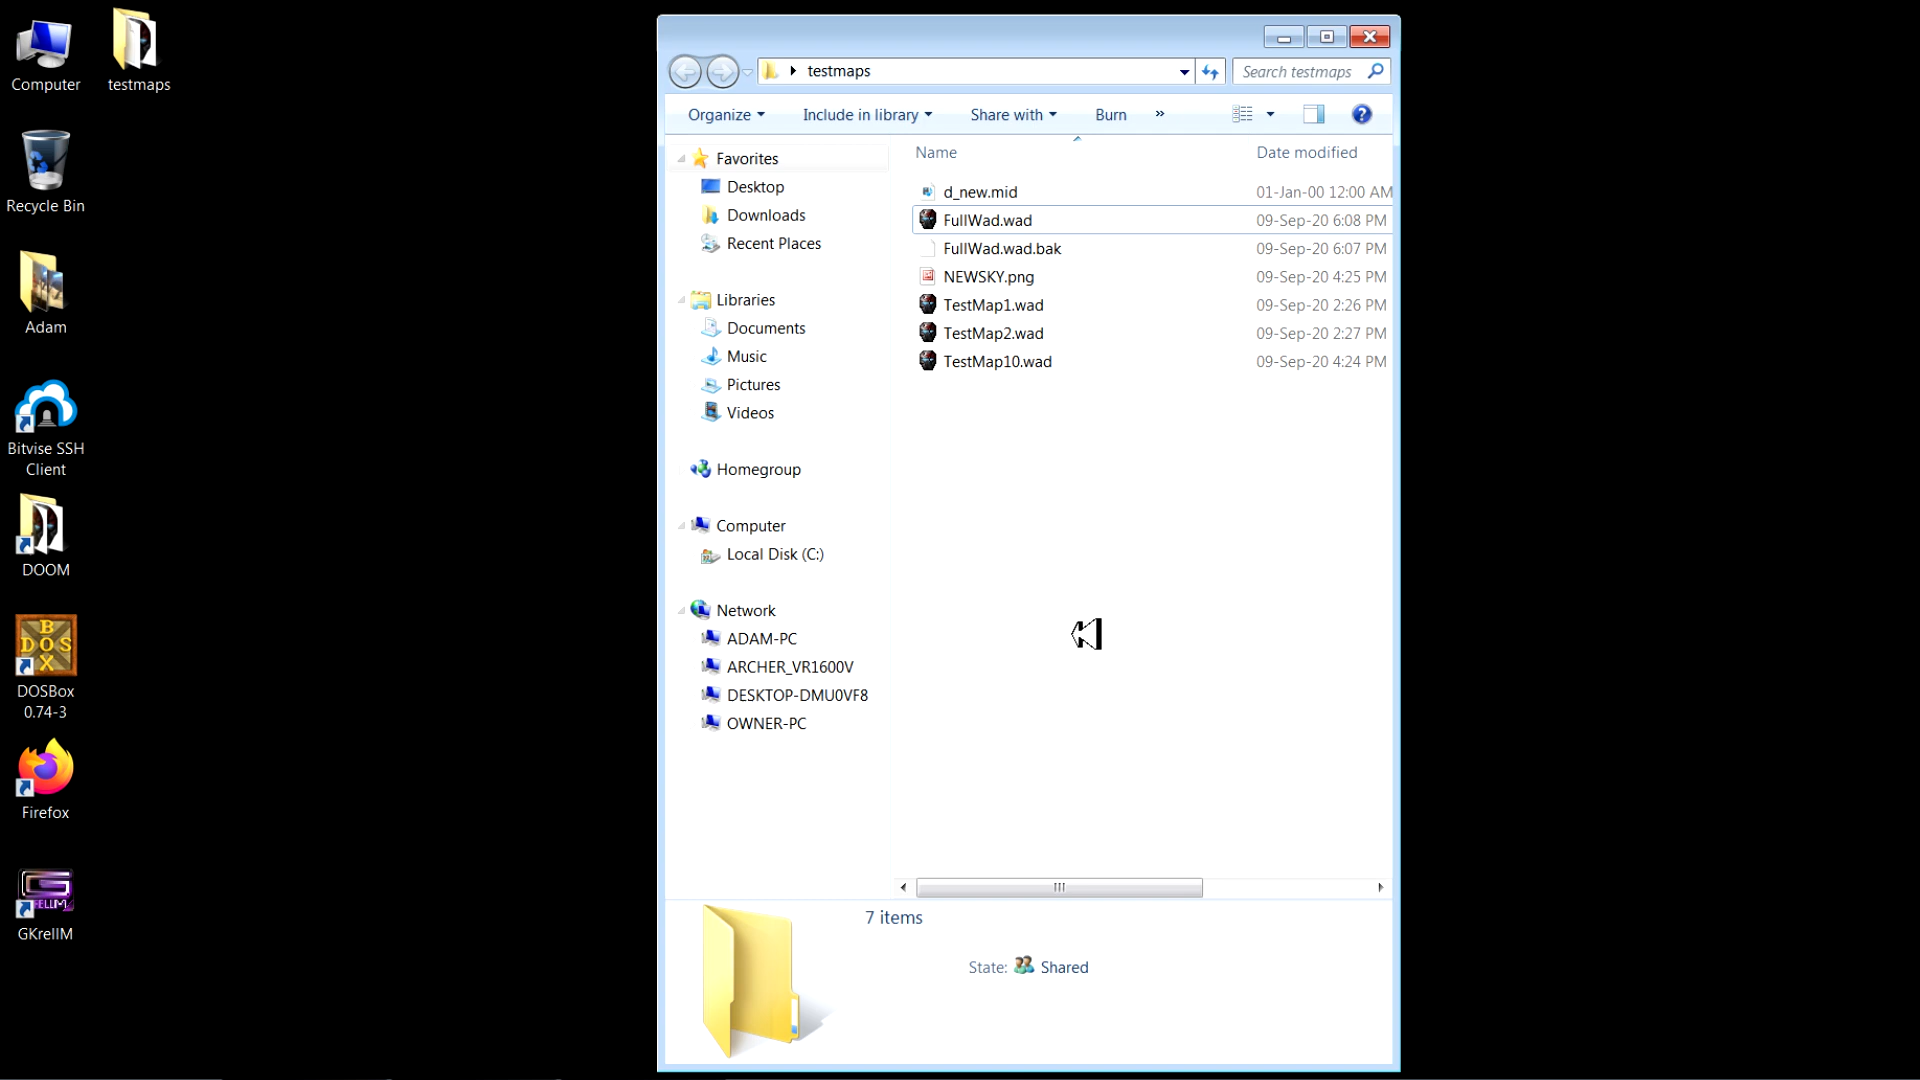 Computer
testmaps
Recycle Bin
Adam
Bitvise SSH
Client
DOOM
BOX
DOS
DOSBox
0.74-3
Firefox
GKrellM
testmaps
Search testmaps
Organize
Include in library
Share with
Burn
»
Favorites
Desktop
Downloads
Recent Places
Libraries
Documents
Music
Pictures
Videos
Homegroup
Computer
Local Disk (C:)
Network
ADAM-PC
ARCHER_VR1600V
DESKTOP-DMU0VF8
OWNER-PC
Name Date modified
d_new.mid 01-Jan-00 12:00 AM
FullWad.wad 09-Sep-20 6:08 PM
FullWad.wad.bak 09-Sep-20 6:07 PM
NEWSKY.png 09-Sep-20 4:25 PM
TestMap1.wad 09-Sep-20 2:26 PM
TestMap2.wad 09-Sep-20 2:27 PM
TestMap10.wad 09-Sep-20 4:24 PM
7 items
State: Shared